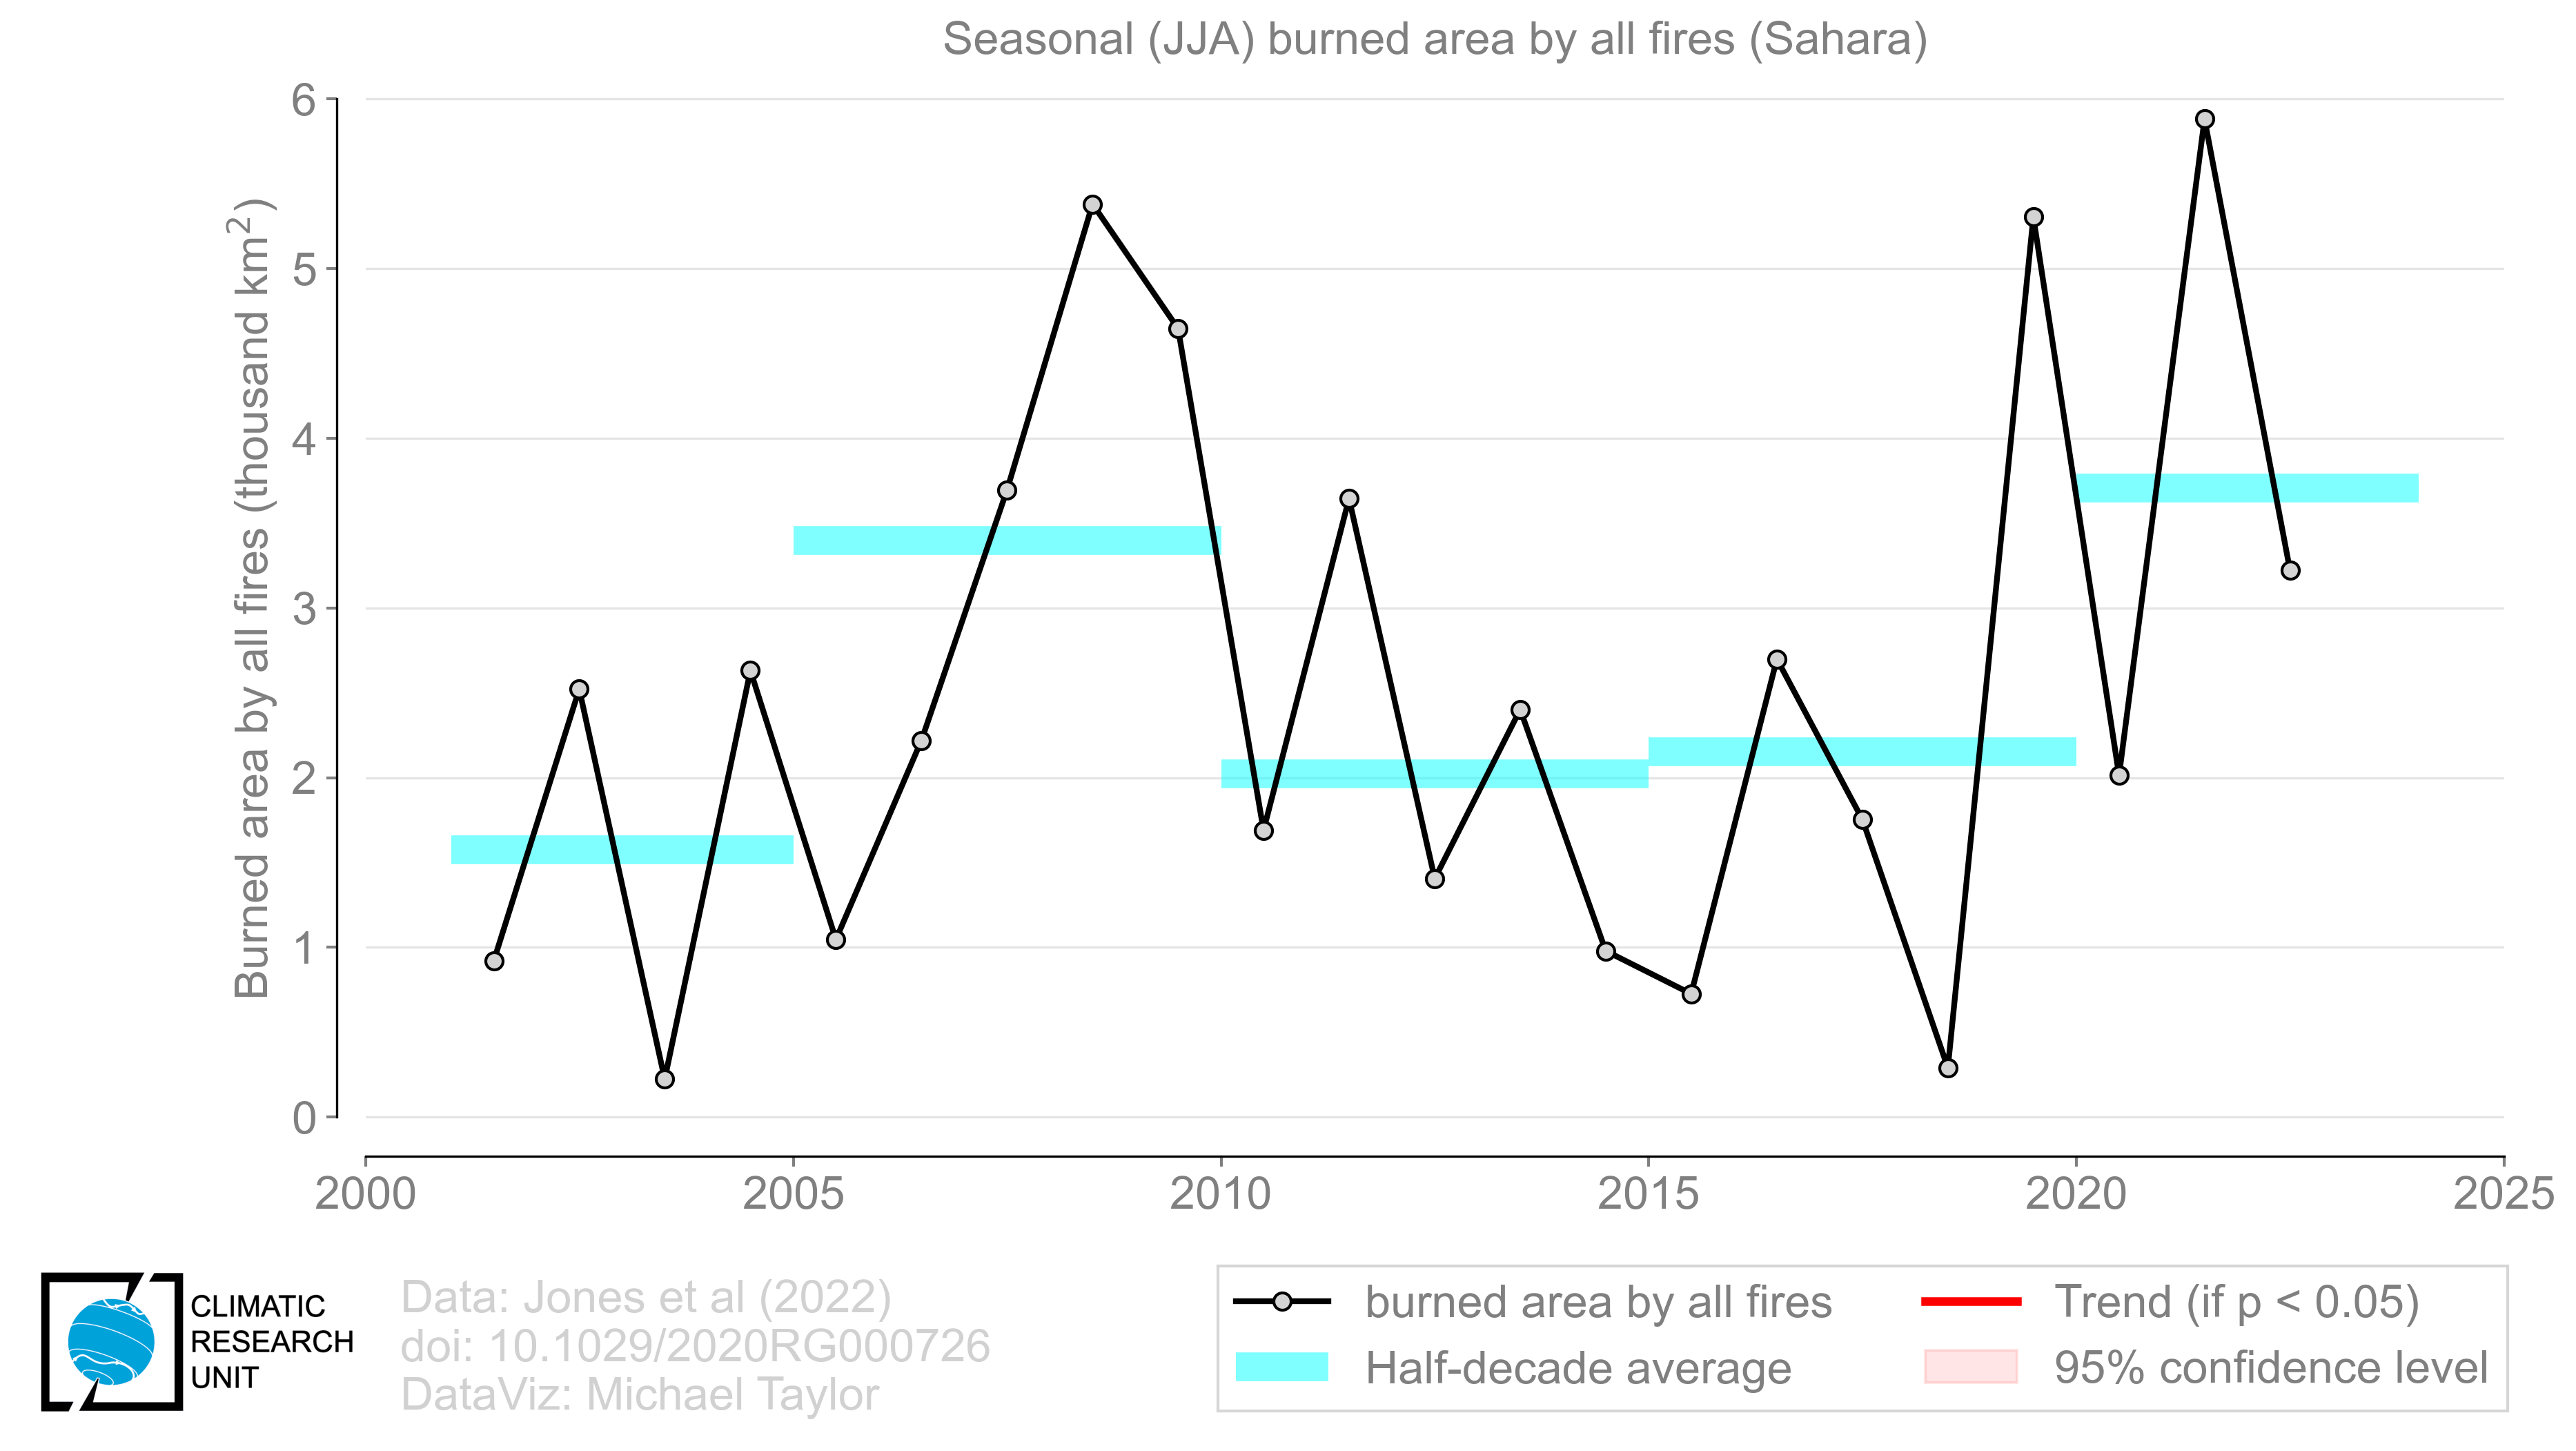 Seasonal (JJA) burned area by all fires (Sahara)
Burned area by all fires (thousand km²)
6
5
4
3
2
1
0
2000 2005 2010 2015 2020 2025
CLIMATIC
RESEARCH
UNIT
Data: Jones et al (2022)
doi: 10.1029/2020RG000726
DataViz: Michael Taylor
burned area by all fires
Half-decade average
Trend (if p < 0.05)
95% confidence level